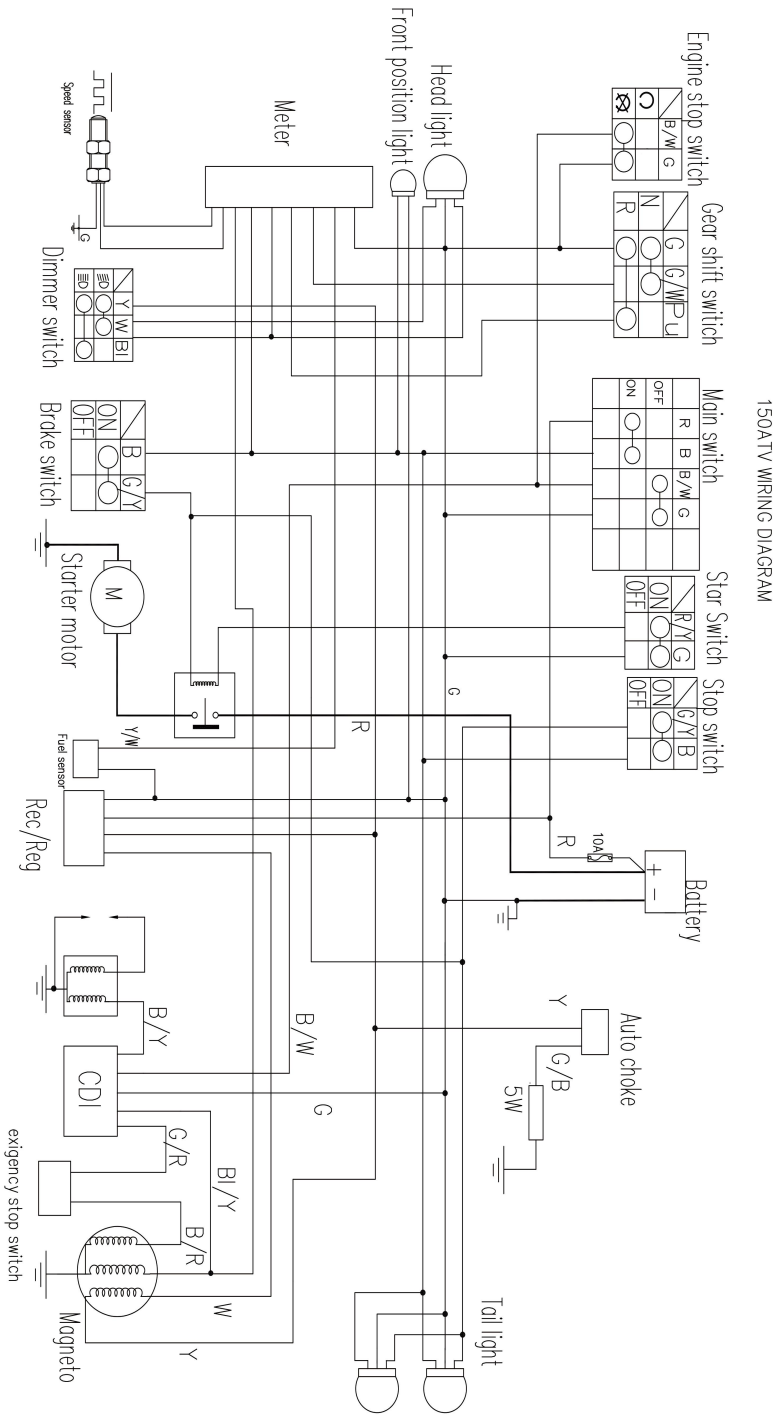 150ATV WIRING DIAGRAM
Engine stop switch
B/W G
Gear shift switich
G G/W Pu
N
R
Main switch
R B B/W G
OFF
ON
Star Switch
R/Y G
ON
OFF
Stop switch
G/Y B
ON
OFF
Battery
+ -
10A
R
Auto choke
Y
G/B
5W
Tail light
Head light
Front position light
Meter
Speed sensor
G
Dimmer switch
Y W Bl
Brake switch
B G/Y
ON
OFF
Starter motor
M
G
R
Y/W
Fuel sensor
Rec/Reg
B/Y
CDI
B/W
G
G/R
Bl/Y
B/R
exigency stop switch
Magneto
W
Y